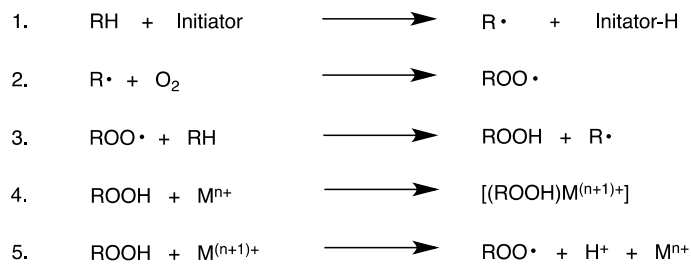 1. RH + Initiator ⟶ R• + Initator-H
2. R• + O₂ ⟶ ROO•
3. ROO• + RH ⟶ ROOH + R•
4. ROOH + Mⁿ⁺ ⟶ [(ROOH)M⁽ⁿ⁺¹⁾⁺]
5. ROOH + M⁽ⁿ⁺¹⁾⁺ ⟶ ROO• + H⁺ + Mⁿ⁺